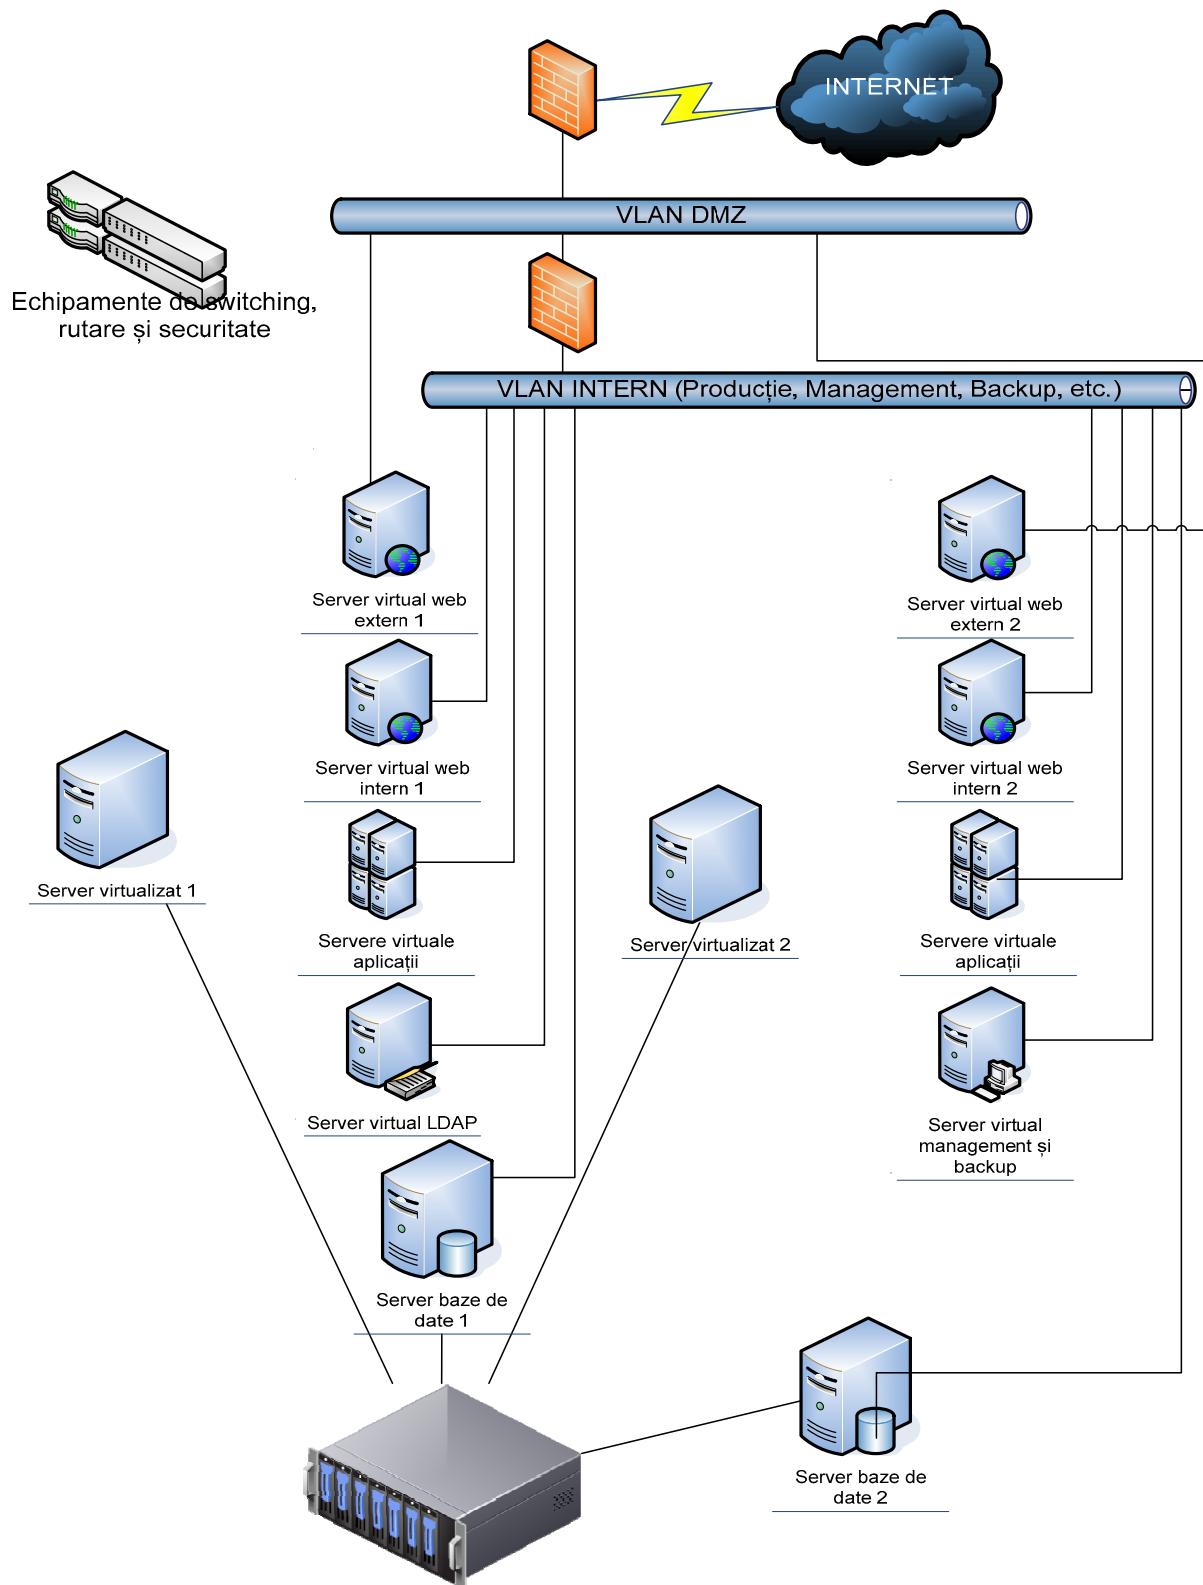 INTERNET
VLAN DMZ
Echipamente de switching,
rutare și securitate
VLAN INTERN (Producție, Management, Backup, etc.)
Server virtual web
extern 1
Server virtual web
extern 2
Server virtual web
intern 1
Server virtual web
intern 2
Server virtualizat 1
Server virtualizat 2
Servere virtuale
aplicații
Servere virtuale
aplicații
Server virtual LDAP
Server virtual
management și
backup
Server baze de
date 1
Server baze de
date 2